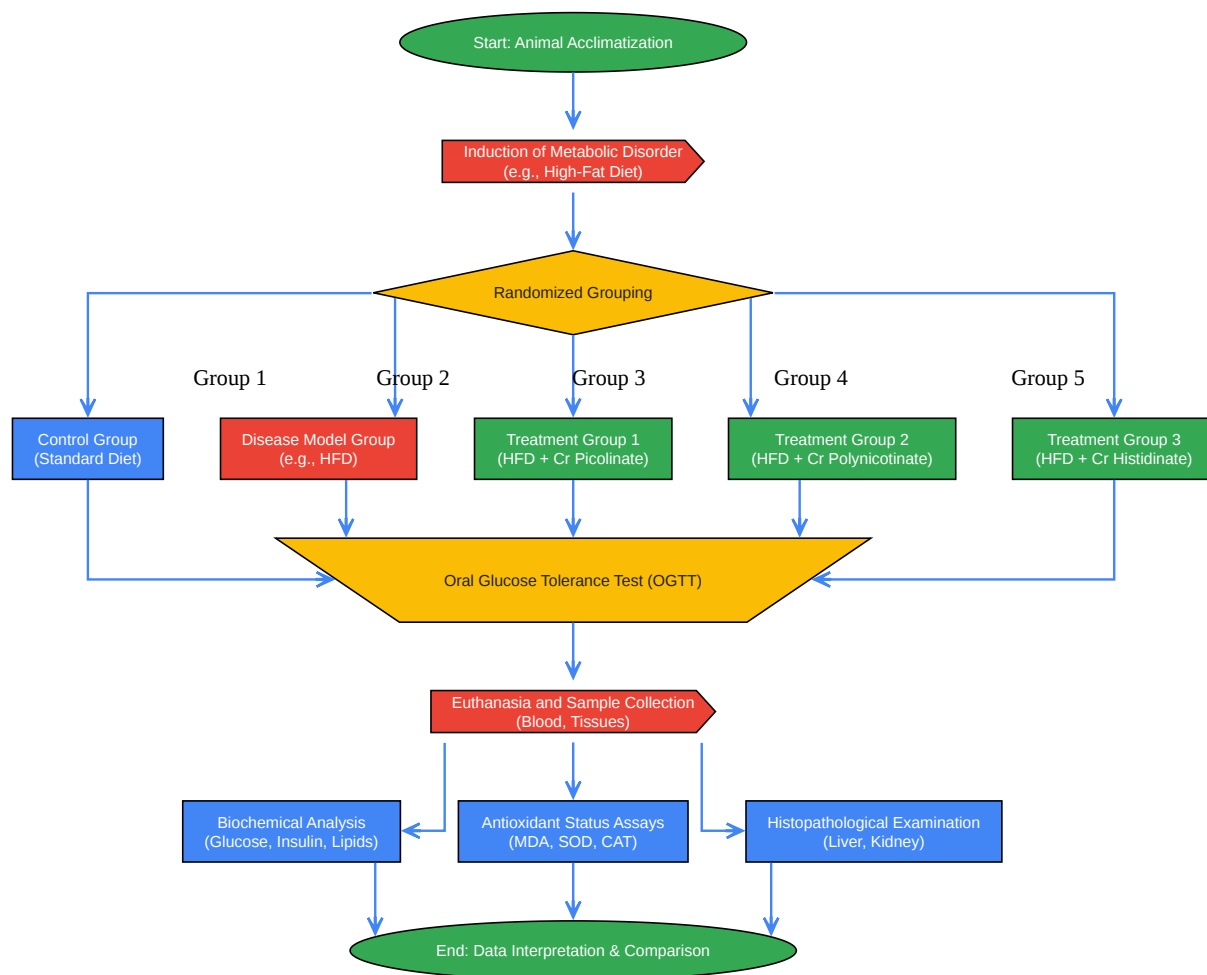 Start: Animal Acclimatization
Induction of Metabolic Disorder
(e.g., High-Fat Diet)
Randomized Grouping
Group 1
Group 2
Group 3
Group 4
Group 5
Control Group
(Standard Diet)
Disease Model Group
(e.g., HFD)
Treatment Group 1
(HFD + Cr Picolinate)
Treatment Group 2
(HFD + Cr Polynicotinate)
Treatment Group 3
(HFD + Cr Histidinate)
Oral Glucose Tolerance Test (OGTT)
Euthanasia and Sample Collection
(Blood, Tissues)
Biochemical Analysis
(Glucose, Insulin, Lipids)
Antioxidant Status Assays
(MDA, SOD, CAT)
Histopathological Examination
(Liver, Kidney)
End: Data Interpretation & Comparison